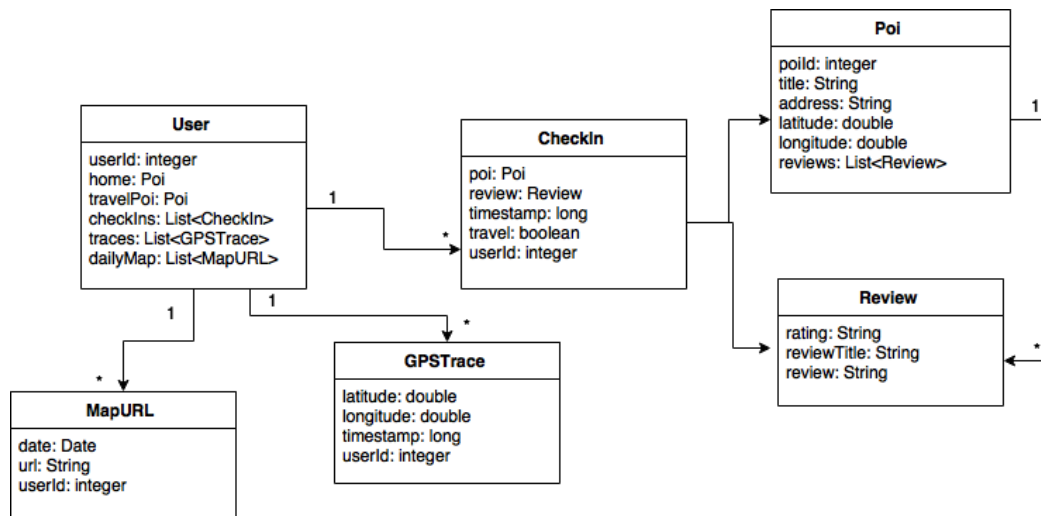 Poi
poiId: integer
title: String
address: String
latitude: double
longitude: double
reviews: List<Review>
1
User
userId: integer
home: Poi
travelPoi: Poi
checkIns: List<CheckIn>
traces: List<GPSTrace>
dailyMap: List<MapURL>
1
*
CheckIn
poi: Poi
review: Review
timestamp: long
travel: boolean
userId: integer
Review
rating: String
reviewTitle: String
review: String
*
1
*
1
*
GPSTrace
latitude: double
longitude: double
timestamp: long
userId: integer
MapURL
date: Date
url: String
userId: integer